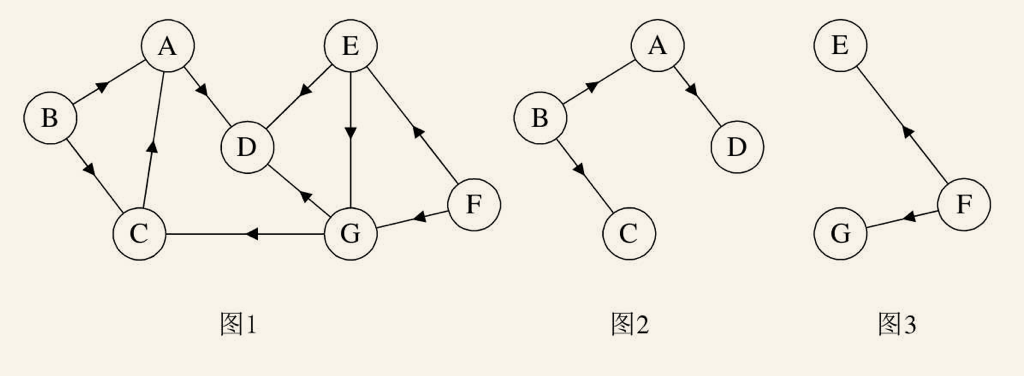 A E A E
B B
D D
F F
C G C G
图1 图2 图3